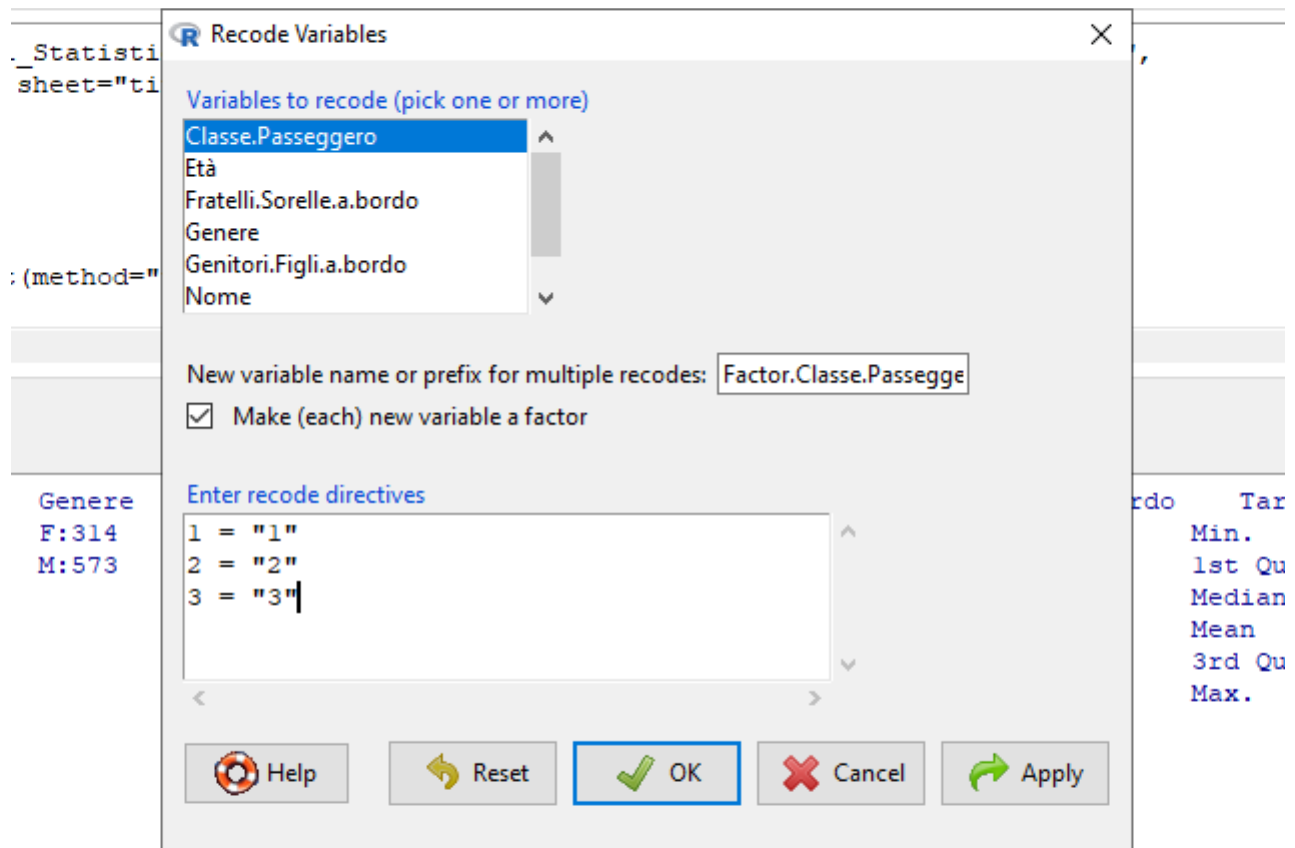 Recode Variables
l_Statisti
",
sheet="ti
Variables to recode (pick one or more)
Classe.Passeggero
Età
Fratelli.Sorelle.a.bordo
Genere
Genitori.Figli.a.bordo
(method="
Nome
New variable name or prefix for multiple recodes: Factor.Classe.Passegge
Make (each) new variable a factor
Enter recode directives
1 = "1"
2 = "2"
3 = "3"
Genere
F:314
M:573
rdo Tar
Min.
1st Qu
Median
Mean
3rd Qu
Max.
Help Reset OK Cancel Apply